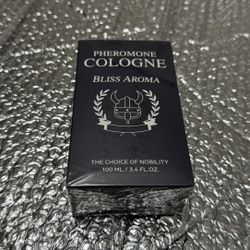 PHEROMONE
COLOGNE
BLISS AROMA
THE CHOICE OF NOBILITY
100 ML / 3.4 FL.OZ.